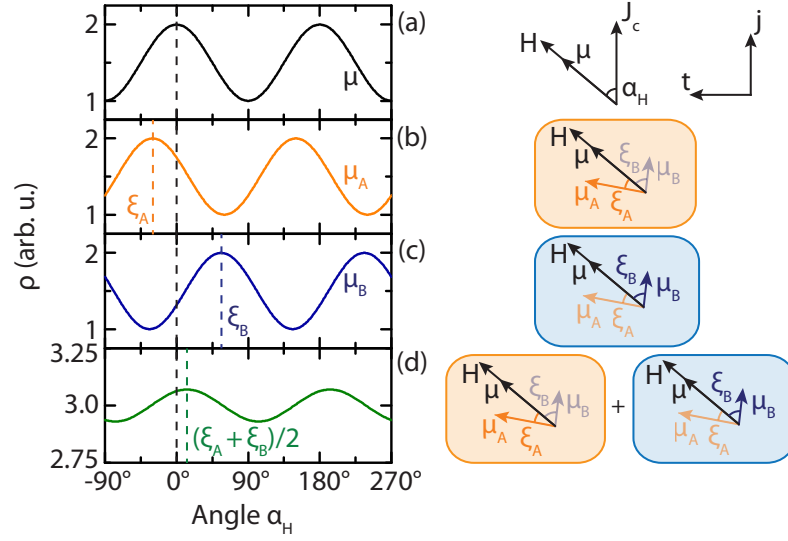 (a)
2
1
μ
(b)
2
1
μ_A
ξ_A
(c)
2
1
μ_B
ξ_B
(d)
3.25
3.0
2.75
(ξ_A + ξ_B)/2
-90° 0° 90° 180° 270°
Angle α_H
ρ (arb. u.)
H μ J_c α_H
t j
H μ ξ_B μ_B μ_A ξ_A
H μ ξ_B μ_B μ_A ξ_A
H μ ξ_B μ_B μ_A ξ_A + H μ ξ_B μ_B μ_A ξ_A